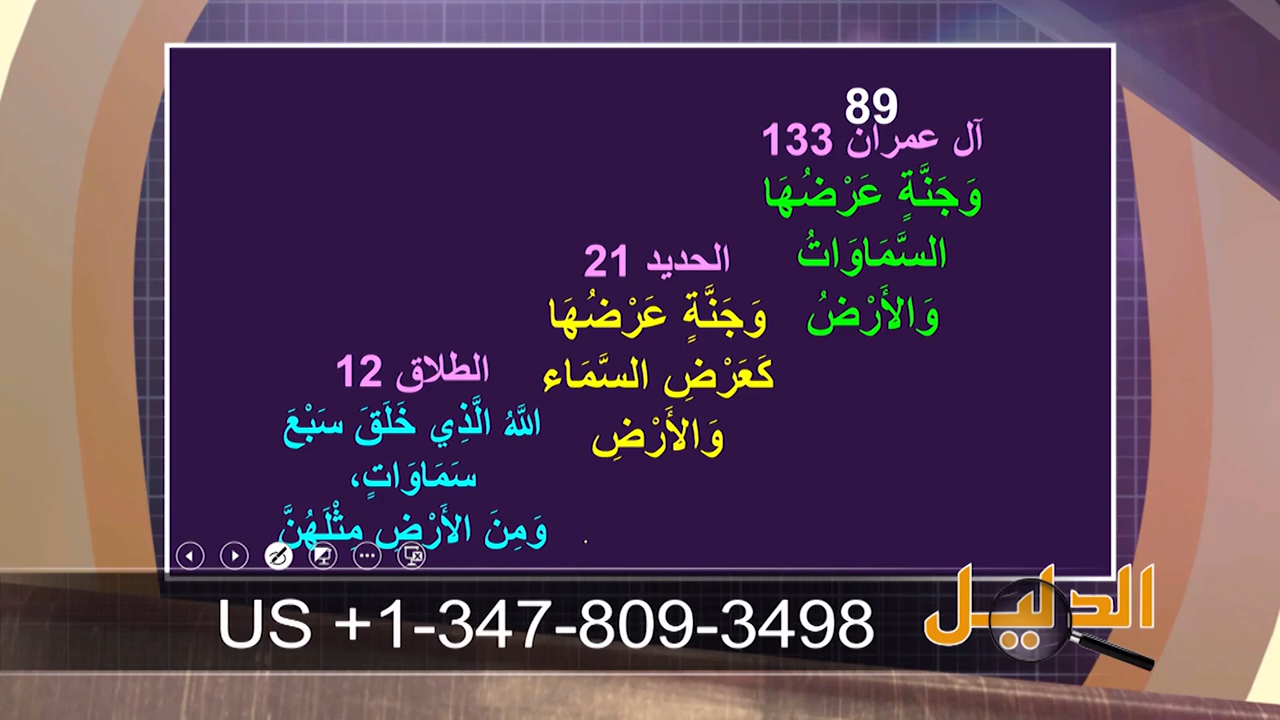 89
آل عمران 133
وَجَنَّةٍ عَرْضُهَا
السَّمَاوَاتُ
وَالأَرْضُ
الحديد 21
وَجَنَّةٍ عَرْضُهَا
كَعَرْضِ السَّمَاء
وَالأَرْضِ
الطلاق 12
اللَّهُ الَّذِي خَلَقَ سَبْعَ
سَمَاوَاتٍ،
وَمِنَ الأَرْضِ مِثْلَهُنَّ
US +1-347-809-3498
الدليل